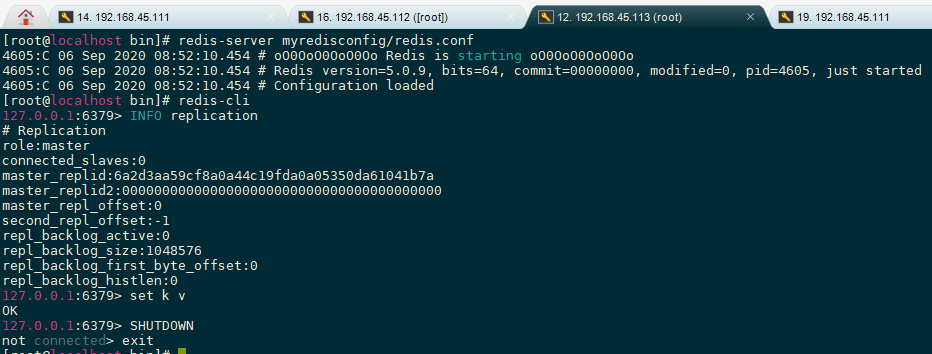 14. 192.168.45.111
16. 192.168.45.112 ([root])
12. 192.168.45.113 (root)
19. 192.168.45.111
[root@localhost bin]# redis-server myredisconfig/redis.conf
4605:C 06 Sep 2020 08:52:10.454 # oO0OoO0OoO0Oo Redis is starting oO0OoO0OoO0Oo
4605:C 06 Sep 2020 08:52:10.454 # Redis version=5.0.9, bits=64, commit=00000000, modified=0, pid=4605, just started
4605:C 06 Sep 2020 08:52:10.454 # Configuration loaded
[root@localhost bin]# redis-cli
127.0.0.1:6379> INFO replication
# Replication
role:master
connected_slaves:0
master_replid:6a2d3aa59cf8a0a44c19fda0a05350da61041b7a
master_replid2:0000000000000000000000000000000000000000
master_repl_offset:0
second_repl_offset:-1
repl_backlog_active:0
repl_backlog_size:1048576
repl_backlog_first_byte_offset:0
repl_backlog_histlen:0
127.0.0.1:6379> set k v
OK
127.0.0.1:6379> SHUTDOWN
not connected> exit
[root@localhost bin]#